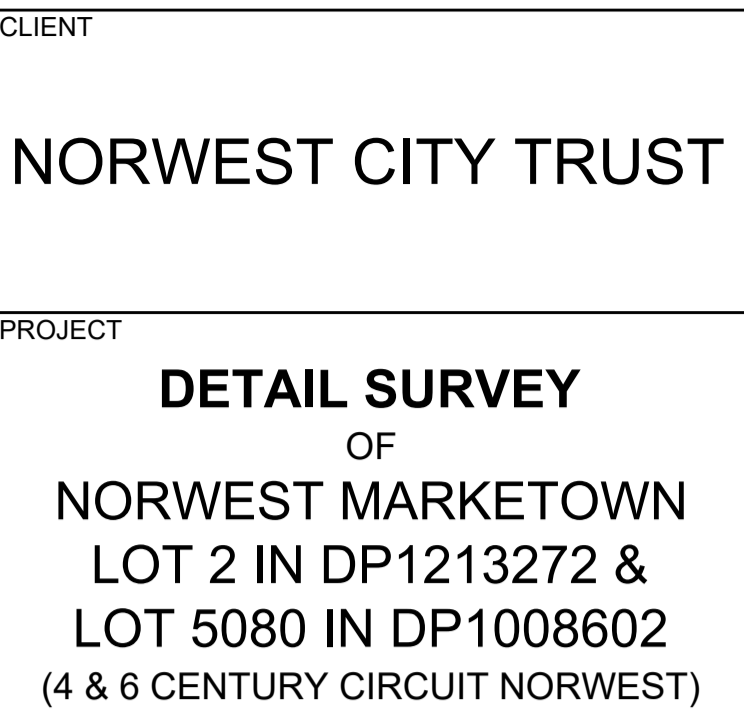 CLIENT
NORWEST CITY TRUST
PROJECT
DETAIL SURVEY
OF
NORWEST MARKETOWN
LOT 2 IN DP1213272 &
LOT 5080 IN DP1008602
(4 & 6 CENTURY CIRCUIT NORWEST)